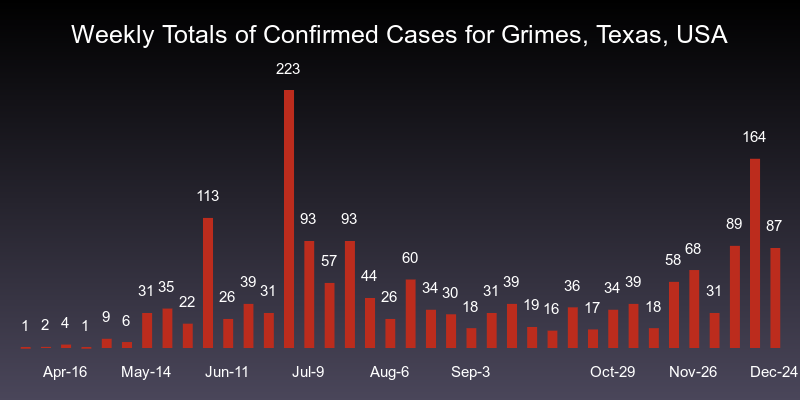 Weekly Totals of Confirmed Cases for Grimes, Texas, USA
1 2 4 1 9 6 31 35 22 113 26 39 31 223 93 57 93 44 26 60 34 30 18 31 39 19 16 36 17 34 39 18 58 68 31 89 164 87
Apr-16 May-14 Jun-11 Jul-9 Aug-6 Sep-3 Oct-29 Nov-26 Dec-24